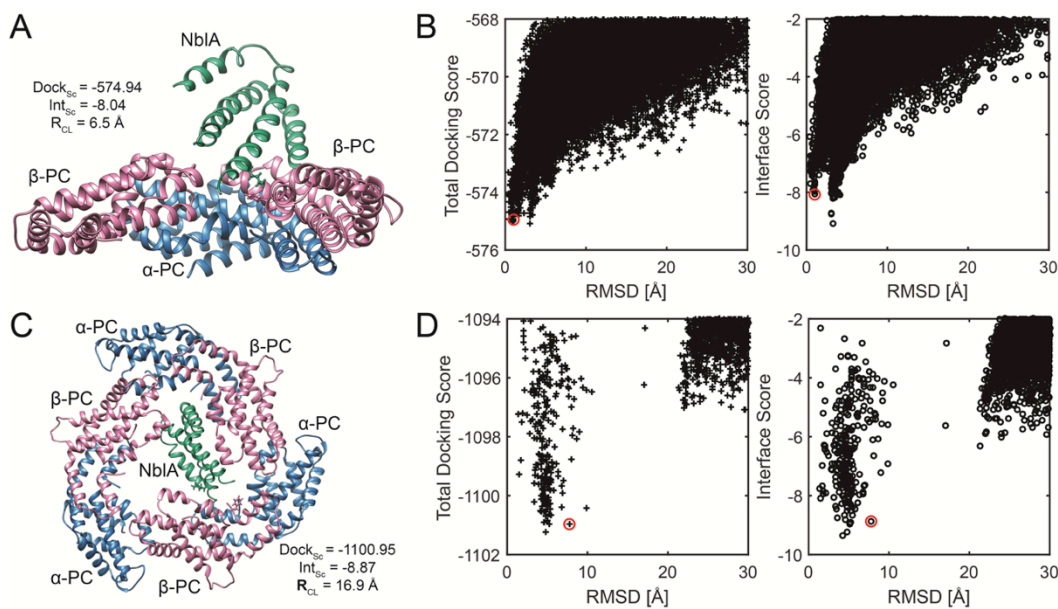 A
NblA
Dock_Sc = -574.94
Int_Sc = -8.04
R_CL = 6.5 Å
β-PC
β-PC
α-PC
B
Total Docking Score
-568
-570
-572
-574
-576
0 10 20 30
RMSD [Å]
Interface Score
-2
-4
-6
-8
-10
0 10 20 30
RMSD [Å]
C
α-PC
β-PC
β-PC
α-PC
NblA
α-PC
β-PC
Dock_Sc = -1100.95
Int_Sc = -8.87
R_CL = 16.9 Å
D
Total Docking Score
-1094
-1096
-1098
-1100
-1102
0 10 20 30
RMSD [Å]
Interface Score
-2
-4
-6
-8
-10
0 10 20 30
RMSD [Å]